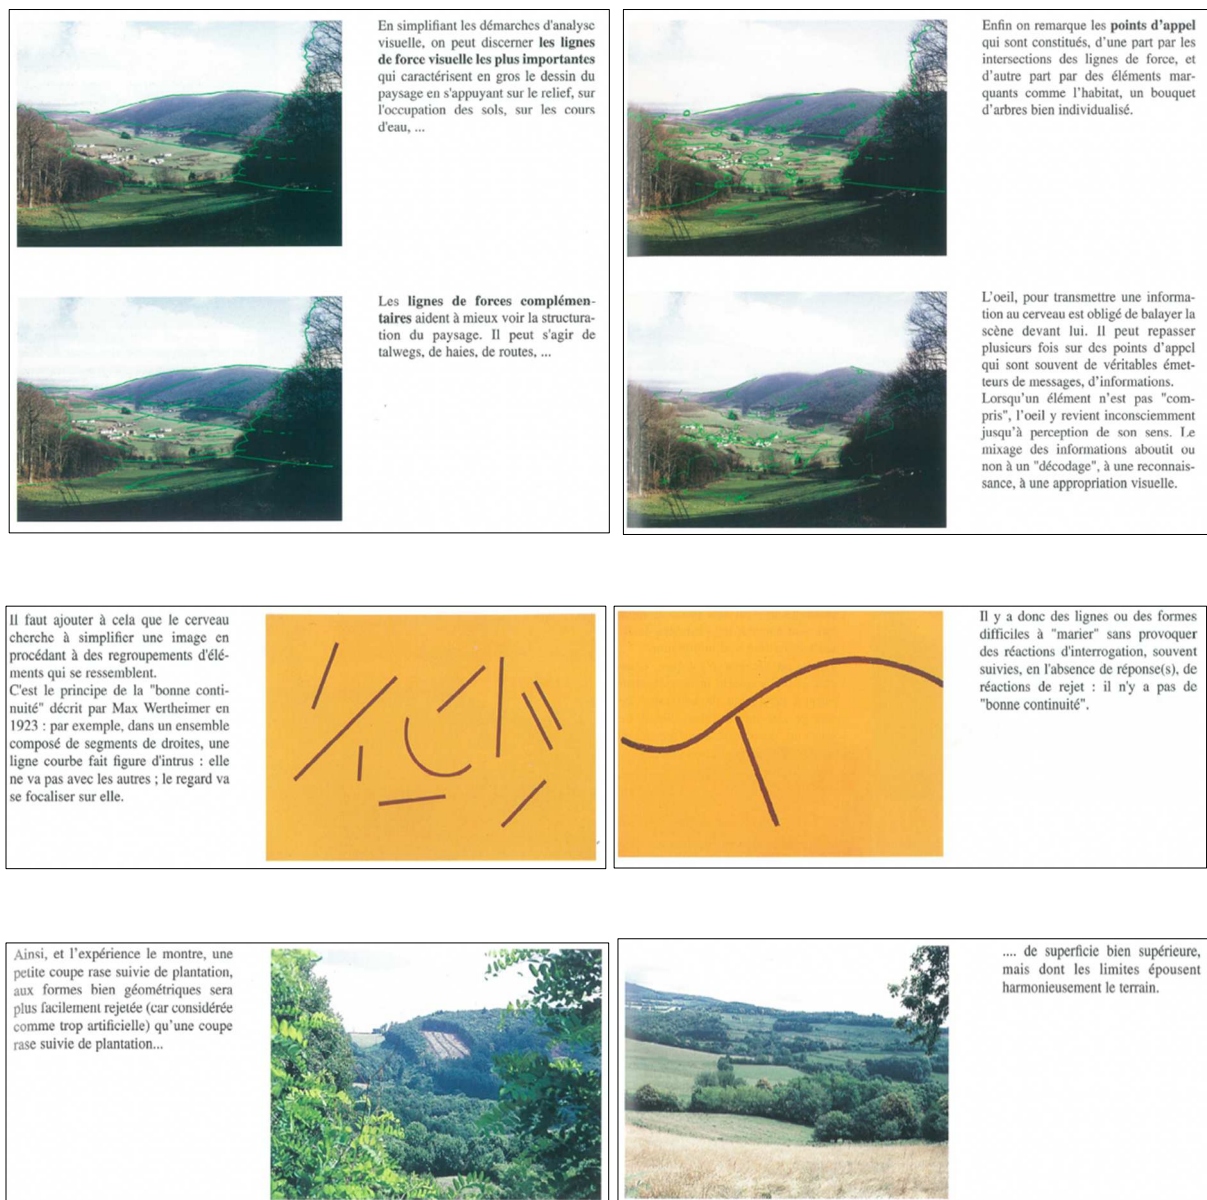 En simplifiant les démarches d'analyse
visuelle, on peut discerner les lignes
de force visuelle les plus importantes
qui caractérisent en gros le dessin du
paysage en s'appuyant sur le relief, sur
l'occupation des sols, sur les cours
d'eau, ...
Les lignes de forces complémen-
taires aident à mieux voir la structura-
tion du paysage. Il peut s'agir de
talwegs, de haies, de routes, ...
Enfin on remarque les points d'appel
qui sont constitués, d'une part par les
intersections des lignes de force, et
d'autre part par des éléments mar-
quants comme l'habitat, un bouquet
d'arbres bien individualisé.
L'oeil, pour transmettre une informa-
tion au cerveau est obligé de balayer la
scène devant lui. Il peut repasser
plusieurs fois sur des points d'appel
qui sont souvent de véritables émet-
teurs de messages, d'informations.
Lorsqu'un élément n'est pas "com-
pris", l'oeil y revient inconsciemment
jusqu'à perception de son sens. Le
mixage des informations aboutit ou
non à un "décodage", à une reconnais-
sance, à une appropriation visuelle.
Il faut ajouter à cela que le cerveau
cherche à simplifier une image en
procédant à des regroupements d'élé-
ments qui se ressemblent.
C'est le principe de la "bonne conti-
nuité" décrit par Max Wertheimer en
1923 : par exemple, dans un ensemble
composé de segments de droites, une
ligne courbe fait figure d'intrus : elle
ne va pas avec les autres ; le regard va
se focaliser sur elle.
Il y a donc des lignes ou des formes
difficiles à "marier" sans provoquer
des réactions d'interrogation, souvent
suivies, en l'absence de réponse(s), de
réactions de rejet : il n'y a pas de
"bonne continuité".
Ainsi, et l'expérience le montre, une
petite coupe rase suivie de plantation,
aux formes bien géométriques sera
plus facilement rejetée (car considérée
comme trop artificielle) qu'une coupe
rase suivie de plantation...
.... de superficie bien supérieure,
mais dont les limites épousent
harmonieusement le terrain.